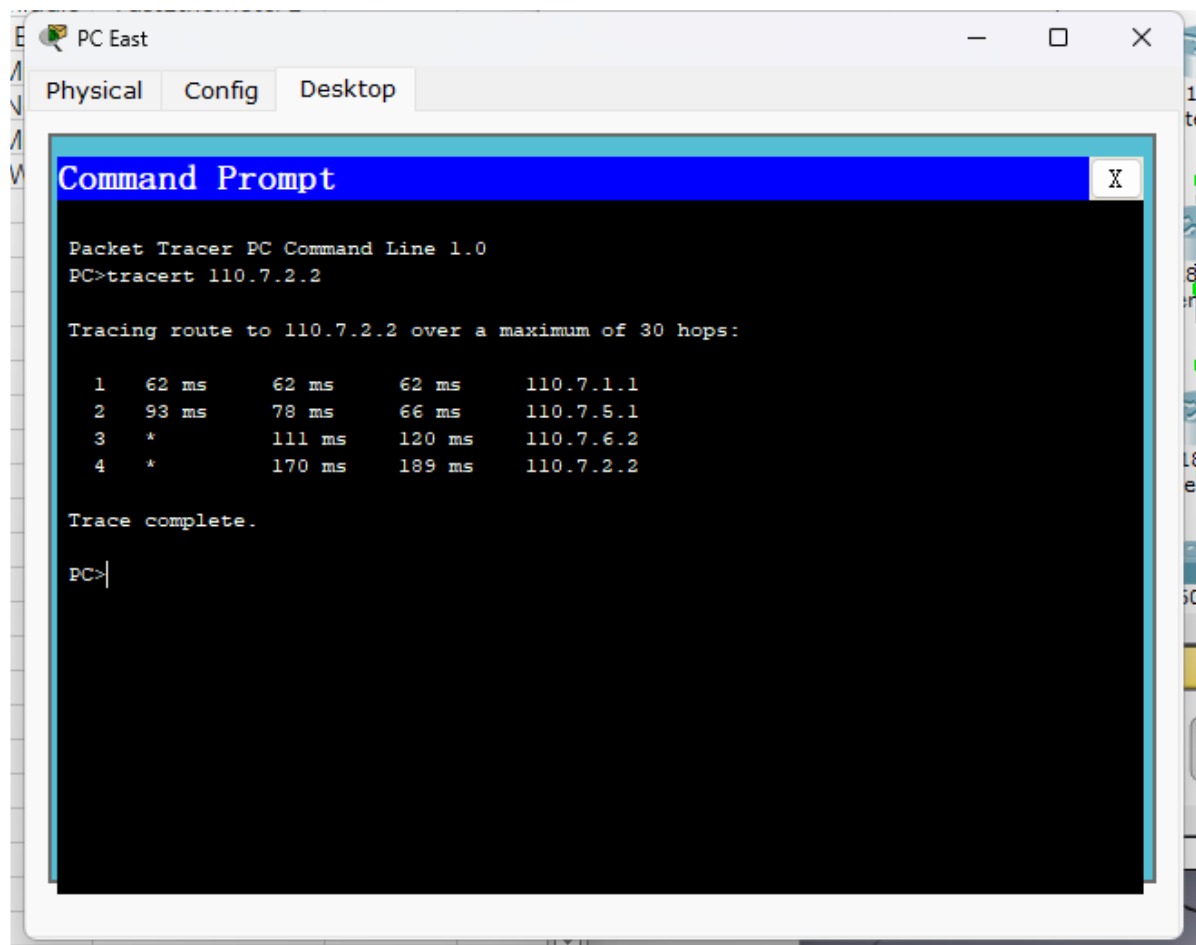 PC East
Physical Config Desktop
Command Prompt X
Packet Tracer PC Command Line 1.0
PC>tracert 110.7.2.2
Tracing route to 110.7.2.2 over a maximum of 30 hops:
1 62 ms 62 ms 62 ms 110.7.1.1
2 93 ms 78 ms 66 ms 110.7.5.1
3 * 111 ms 120 ms 110.7.6.2
4 * 170 ms 189 ms 110.7.2.2
Trace complete.
PC>